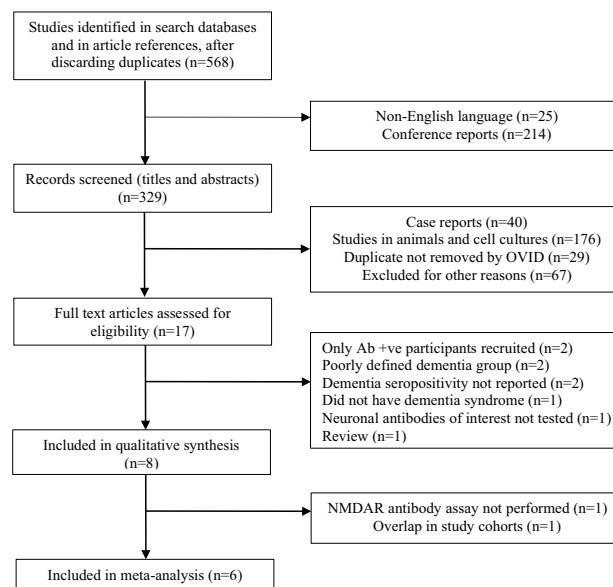 Studies identified in search databases
and in article references, after
discarding duplicates (n=568)
Non-English language (n=25)
Conference reports (n=214)
Records screened (titles and abstracts)
(n=329)
Case reports (n=40)
Studies in animals and cell cultures (n=176)
Duplicate not removed by OVID (n=29)
Excluded for other reasons (n=67)
Full text articles assessed for
eligibility (n=17)
Only Ab +ve participants recruited (n=2)
Poorly defined dementia group (n=2)
Dementia seropositivity not reported (n=2)
Did not have dementia syndrome (n=1)
Neuronal antibodies of interest not tested (n=1)
Review (n=1)
Included in qualitative synthesis
(n=8)
NMDAR antibody assay not performed (n=1)
Overlap in study cohorts (n=1)
Included in meta-analysis (n=6)